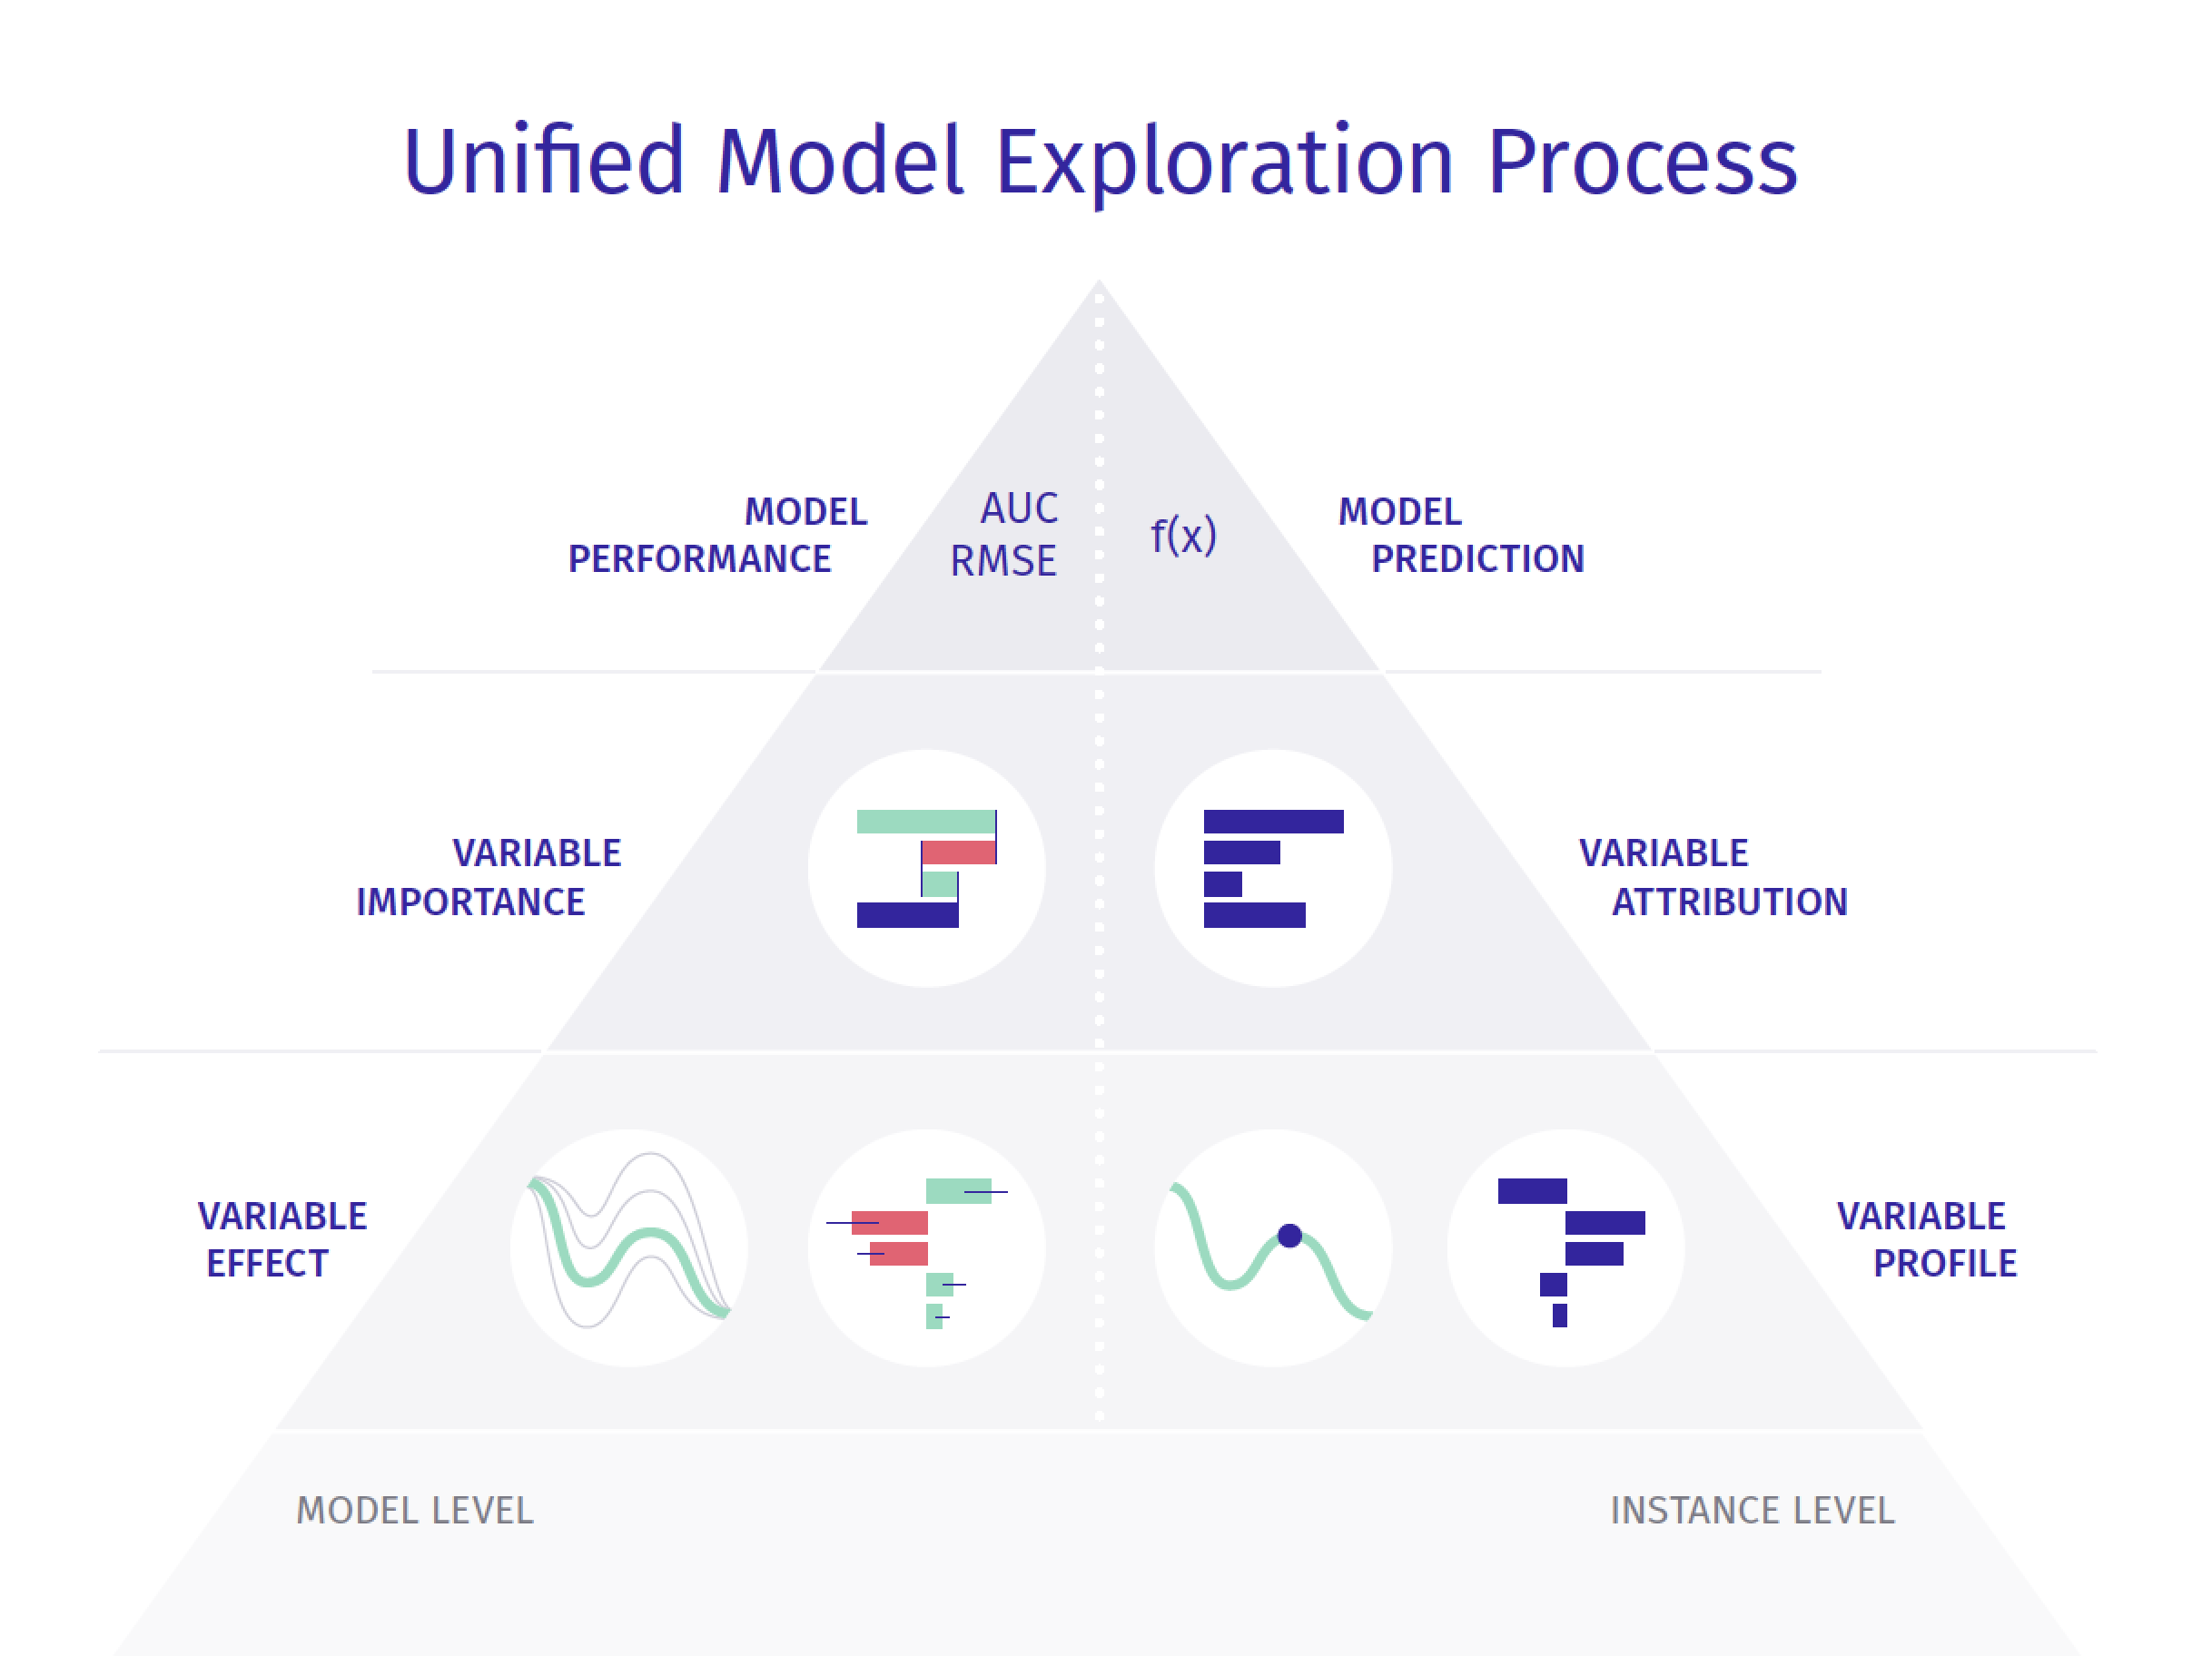 Unified Model Exploration Process
MODEL
PERFORMANCE
AUC
RMSE
f(x)
MODEL
PREDICTION
VARIABLE
IMPORTANCE
VARIABLE
ATTRIBUTION
VARIABLE
EFFECT
VARIABLE
PROFILE
MODEL LEVEL
INSTANCE LEVEL